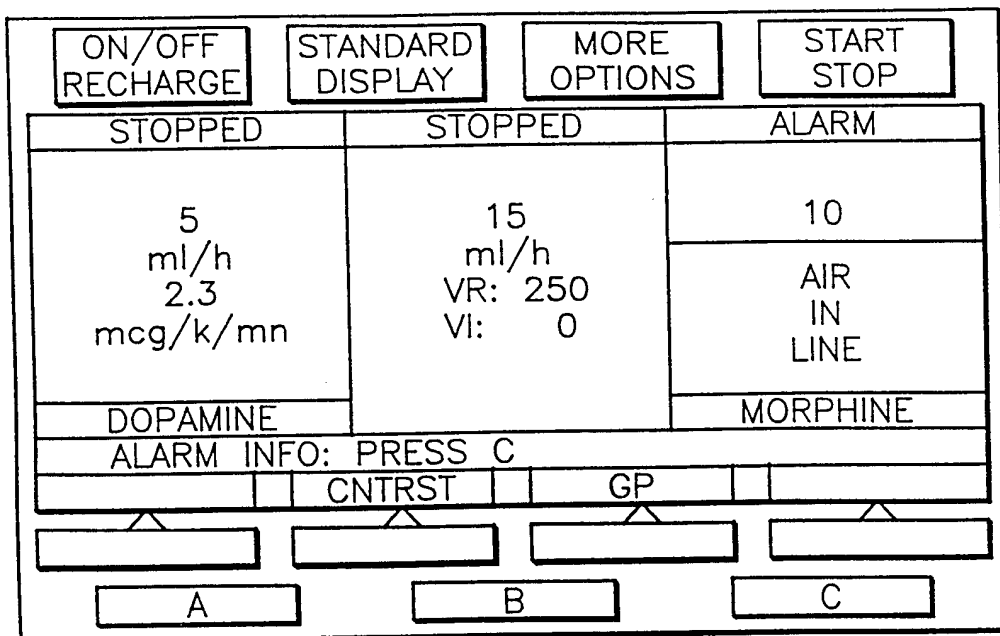 ON/OFF
RECHARGE
STANDARD
DISPLAY
MORE
OPTIONS
START
STOP
STOPPED
5
ml/h
2.3
mcg/k/mn
DOPAMINE
STOPPED
15
ml/h
VR: 250
VI: 0
ALARM
10
AIR
IN
LINE
MORPHINE
ALARM INFO: PRESS C
CNTRST
GP
A
B
C